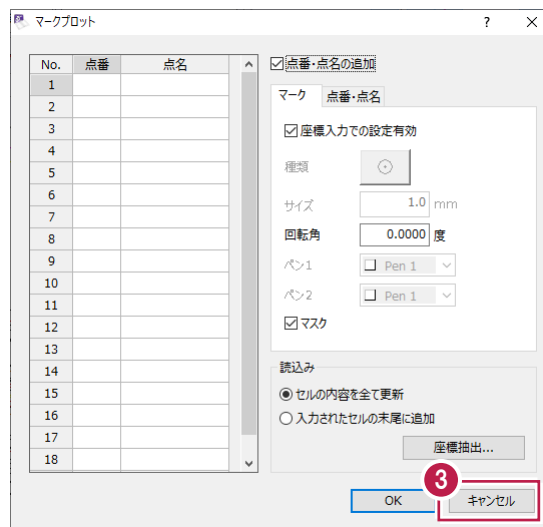 マークプロット ? ×
No. 点番 点名
1
2
3
4
5
6
7
8
9
10
11
12
13
14
15
16
17
18
点番・点名の追加
マーク 点番・点名
座標入力での設定有効
種類
サイズ 1.0 mm
回転角 0.0000 度
ペン1 Pen 1
ペン2 Pen 1
マスク
読込み
セルの内容を全て更新
入力されたセルの末尾に追加
座標抽出...
3
OK キャンセル